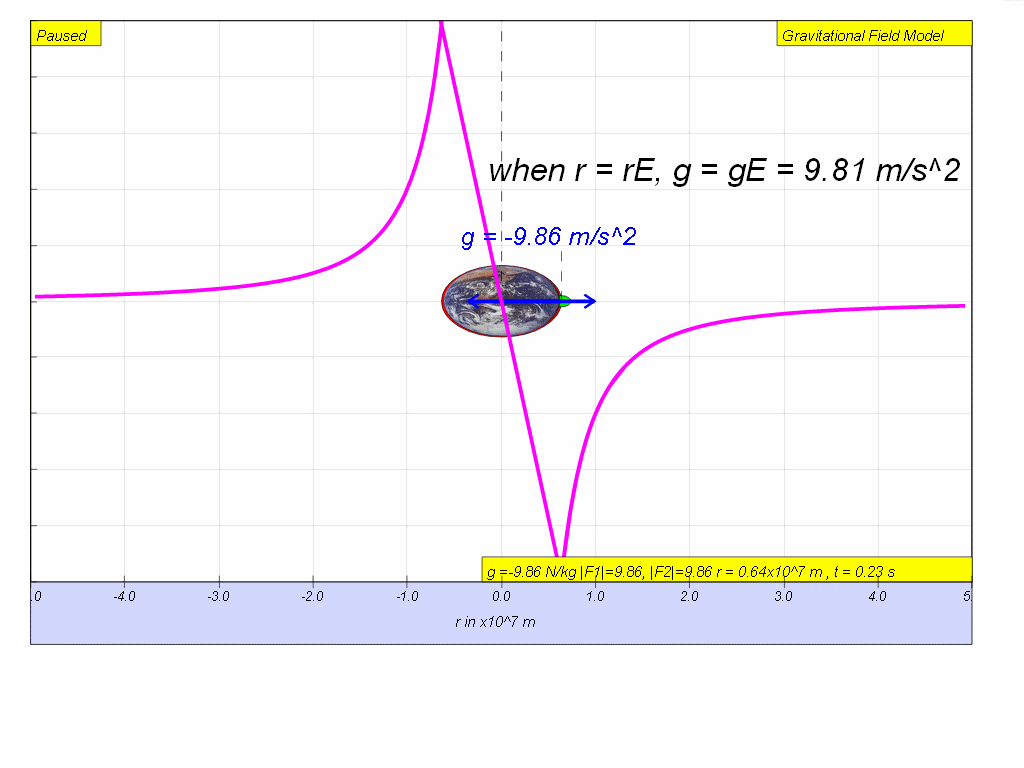 Paused
Gravitational Field Model
when r = rE, g = gE = 9.81 m/s^2
g = -9.86 m/s^2
g =-9.86 N/kg |F1|=9.86, |F2|=9.86 r = 0.64x10^7 m , t = 0.23 s
.0 -4.0 -3.0 -2.0 -1.0 0.0 1.0 2.0 3.0 4.0 5.
r in x10^7 m